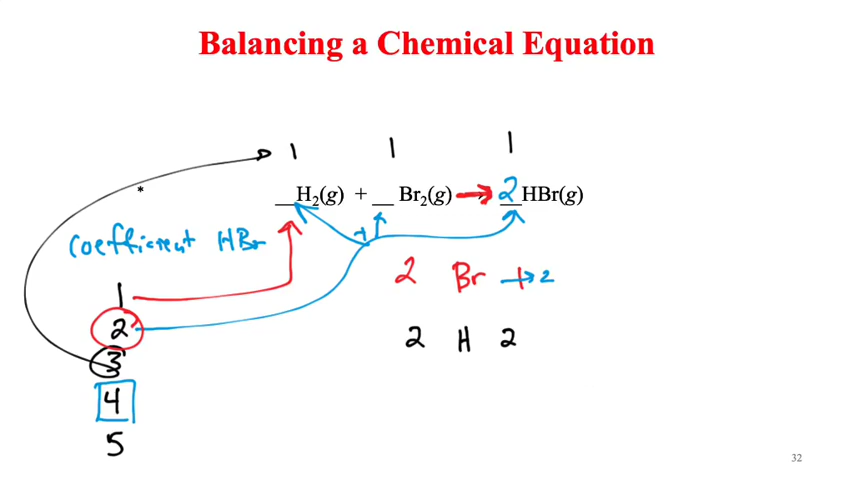 Balancing a Chemical Equation
1 1 1
__H₂(g) + __ Br₂(g) → 2 HBr(g)
Coefficient HBr
2 Br 1→2
1
2
2 H 2
3
4
5
32